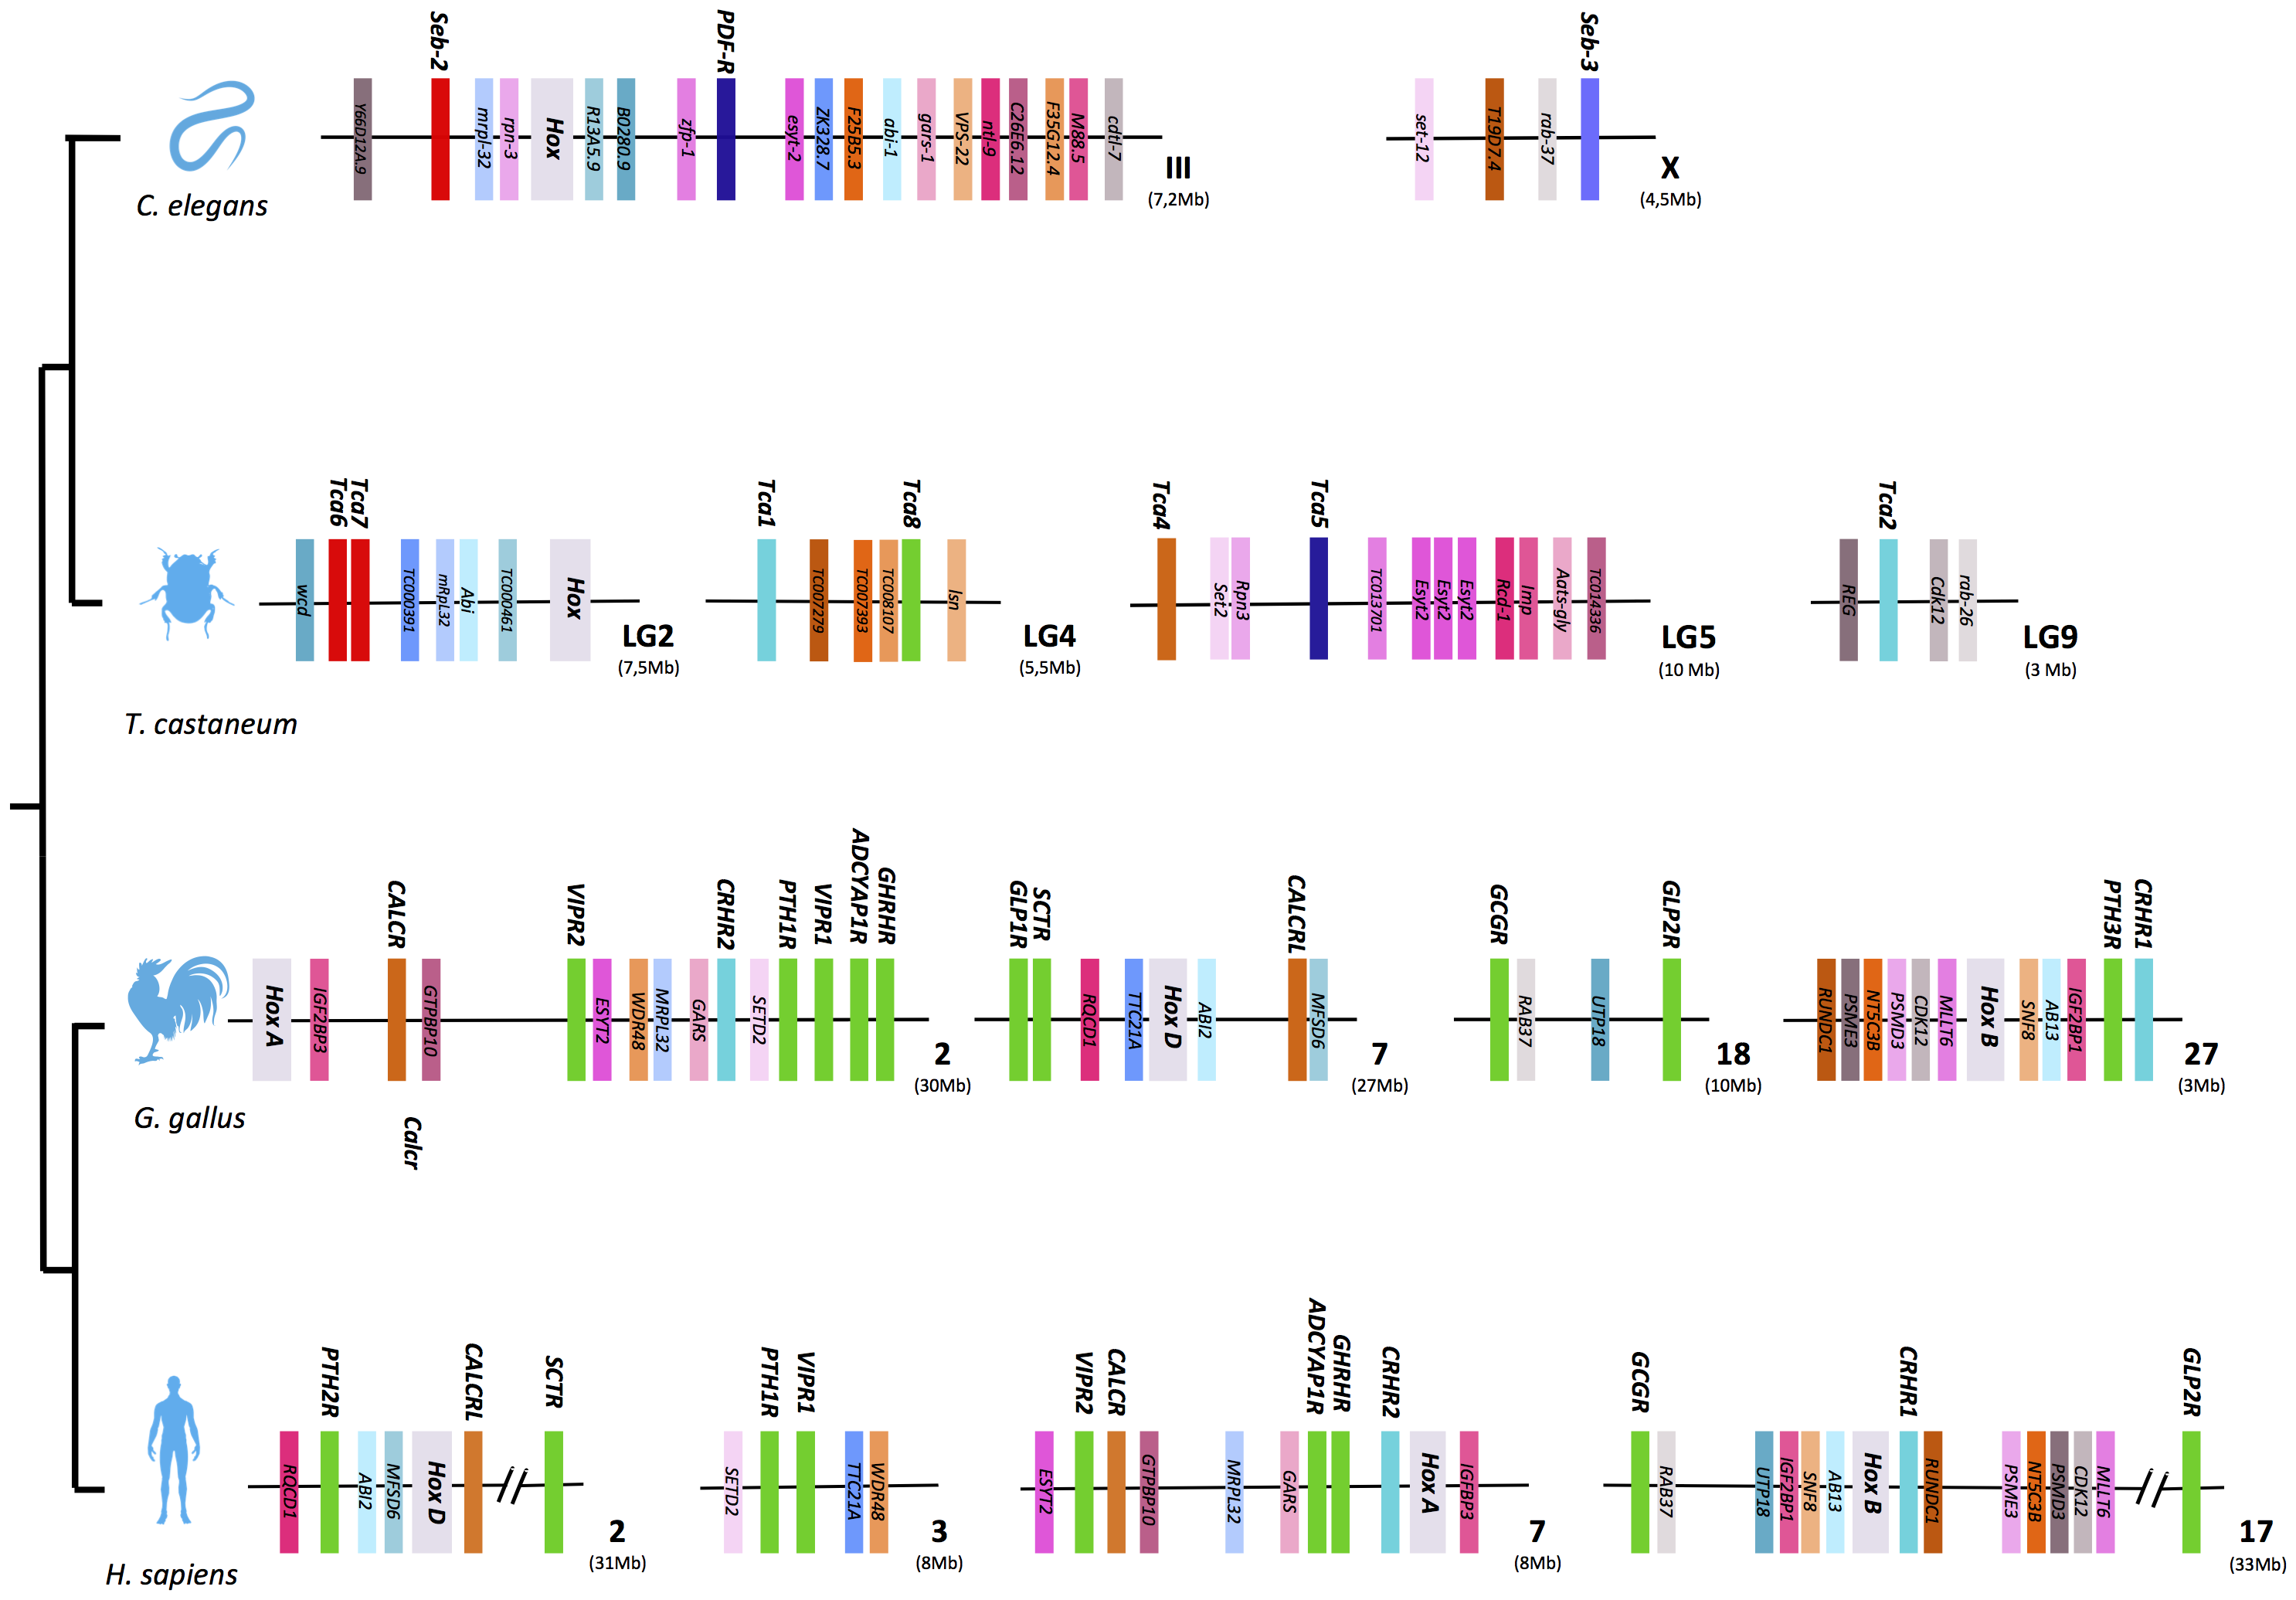 Seb-2
PDF-R
Seb-3
Y66D12A.9
mrpl-32
rpn-3
Hox
R13A5.9
B0280.9
zfp-1
esyt-2
ZK328.7
F25B5.3
abi-1
gars-1
VPS-22
ntl-9
C26E6.12
F35G12.4
M88.5
cdtl-7
III
(7,2Mb)
set-12
T19D7.4
rab-37
X
(4,5Mb)
C. elegans
Tca6
Tca7
Tca1
Tca8
Tca4
Tca5
Tca2
wcd
TC000391
mRpL32
Abi
TC000461
Hox
LG2
(7,5Mb)
TC007279
TC007393
TC008107
lsn
LG4
(5,5Mb)
Set2
Rpn3
TC013701
Esyt2
Esyt2
Esyt2
Rcd-1
Imp
Aats-gly
TC014336
LG5
(10 Mb)
REG
Cdk12
rab-26
LG9
(3 Mb)
T. castaneum
CALCR
VIPR2
CRHR2
PTH1R
VIPR1
ADCYAP1R
GHRHR
GLP1R
SCTR
CALCRL
GCGR
GLP2R
PTH3R
CRHR1
Hox A
IGF2BP3
GTPBP10
ESYT2
WDR48
MRPL32
GARS
SETD2
2
(30Mb)
RQCD1
TTC21A
Hox D
ABI2
MFSD6
7
(27Mb)
RAB37
UTP18
18
(10Mb)
RUNDC1
PSME3
NT5C3B
PSMD3
CDK12
MLLT6
Hox B
SNF8
AB13
IGF2BP1
27
(3Mb)
G. gallus
Calcr
PTH2R
CALCRL
SCTR
PTH1R
VIPR1
VIPR2
CALCR
ADCYAP1R
GHRHR
CRHR2
GCGR
CRHR1
GLP2R
RQCD1
ABI2
MFSD6
Hox D
2
(31Mb)
SETD2
TTC21A
WDR48
3
(8Mb)
ESYT2
GTPBP10
MRPL32
GARS
Hox A
IGFBP3
7
(8Mb)
RAB37
UTP18
IGF2BP1
SNF8
AB13
Hox B
RUNDC1
PSME3
NT5C3B
PSMD3
CDK12
MLLT6
17
(33Mb)
H. sapiens